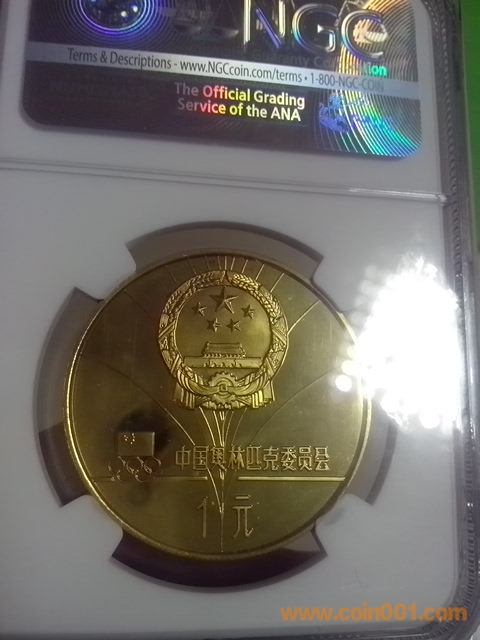 NGC
Terms & Descriptions - www.NGCcoin.com/terms • 1-800-NGC-COIN
The Official Grading
Service of the ANA
中国奥林匹克委员会
1元
www.coin001.com